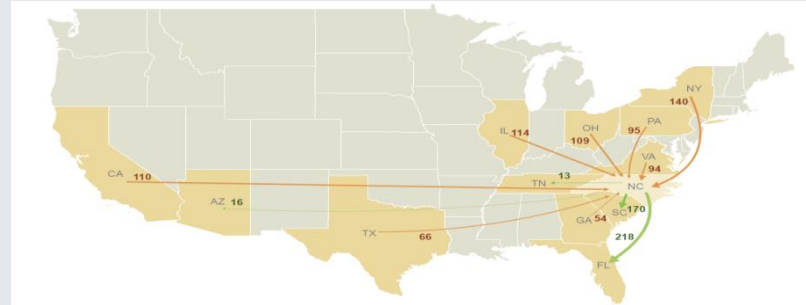 NY
140
IL 114
OH
109
PA
95
VA
94
CA 110
TN 13
NC
AZ 16
SC 170
GA 54
TX 66
218
FL